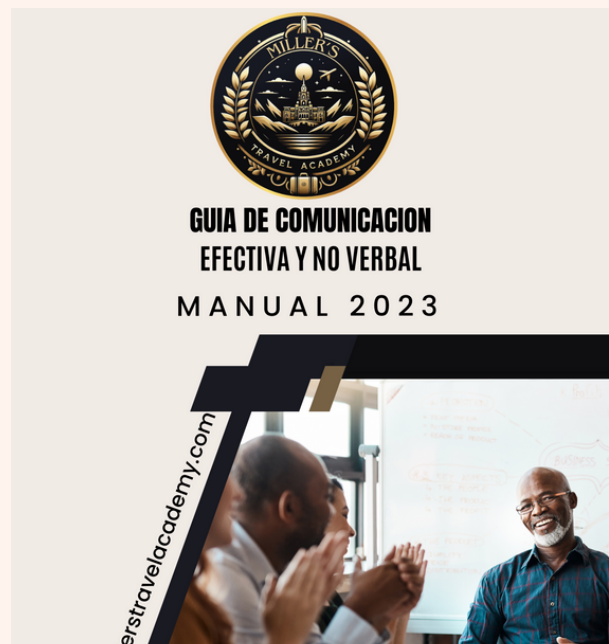 MILLER'S
TRAVEL ACADEMY
GUIA DE COMUNICACION
EFECTIVA Y NO VERBAL
MANUAL 2023
erstravelacademy.com